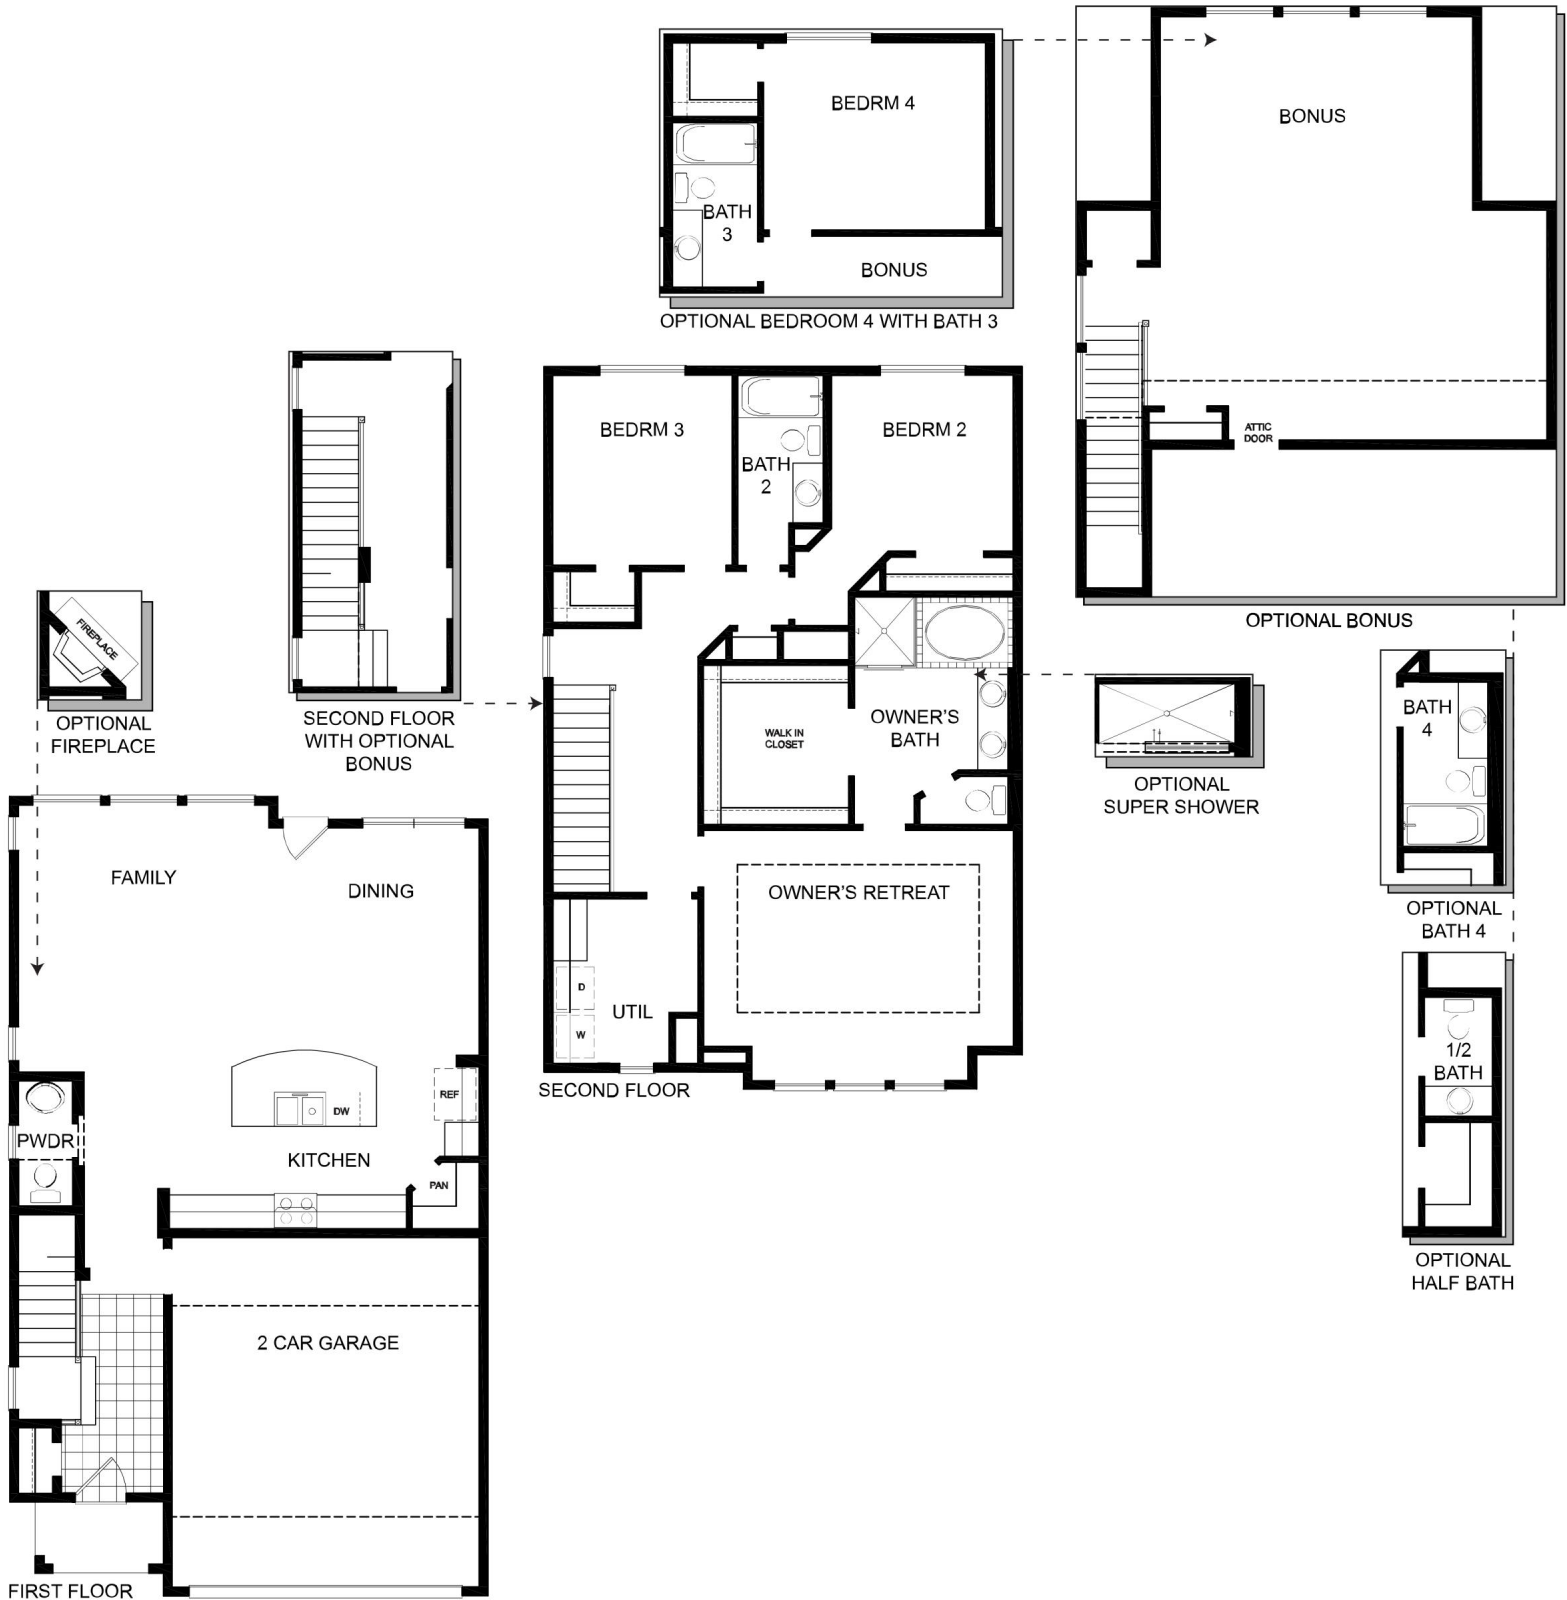 BEDRM 4
BATH
3
BONUS
OPTIONAL BEDROOM 4 WITH BATH 3
BONUS
ATTIC
DOOR
OPTIONAL BONUS
SECOND FLOOR
WITH OPTIONAL
BONUS
FIREPLACE
OPTIONAL
FIREPLACE
BEDRM 3
BATH
2
BEDRM 2
WALK IN
CLOSET
OWNER'S
BATH
OWNER'S RETREAT
D
W
UTIL
SECOND FLOOR
OPTIONAL
SUPER SHOWER
BATH
4
OPTIONAL
BATH 4
1/2
BATH
OPTIONAL
HALF BATH
FAMILY
DINING
REF
DW
PWDR
KITCHEN
PAN
2 CAR GARAGE
FIRST FLOOR